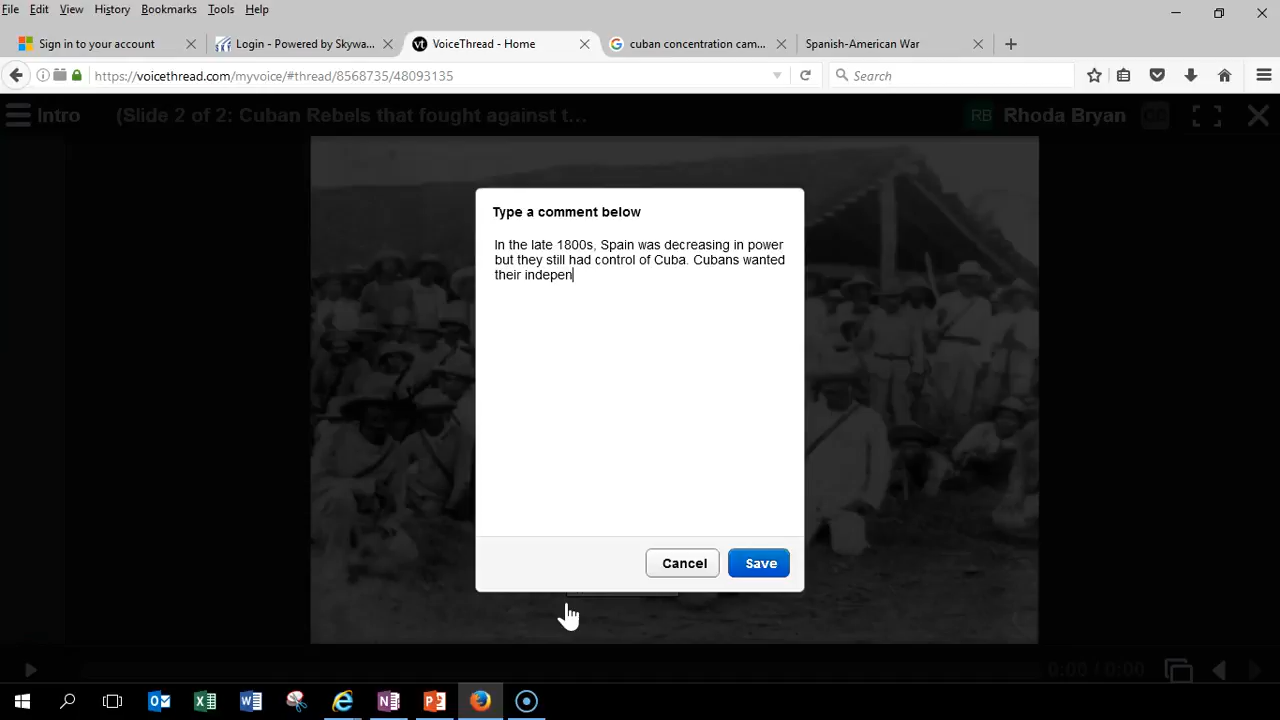 File Edit View History Bookmarks Tools Help
Sign in to your account
Login - Powered by Skywa...
VoiceThread - Home
cuban concentration cam...
Spanish-American War
https://voicethread.com/myvoice/#thread/8568735/48093135
Search
Intro
(Slide 2 of 2: Cuban Rebels that fought against t...
RB Rhoda Bryan
CC
Type a comment below
In the late 1800s, Spain was decreasing in power
but they still had control of Cuba. Cubans wanted
their indepen
Cancel
Save
0:00 / 0:00